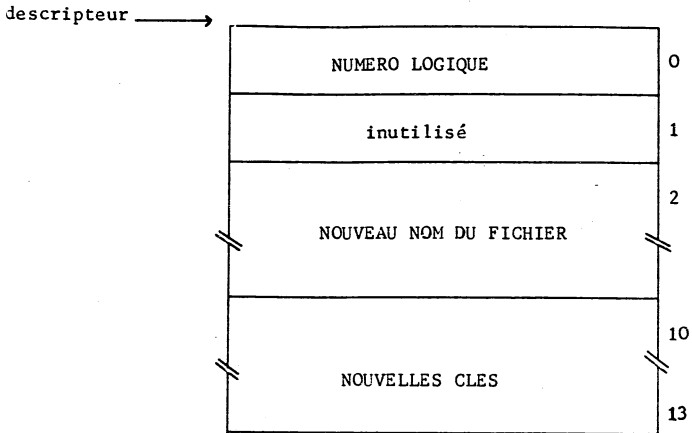 descripteur
NUMERO LOGIQUE 0
inutilisé 1
2
NOUVEAU NOM DU FICHIER
10
NOUVELLES CLES
13